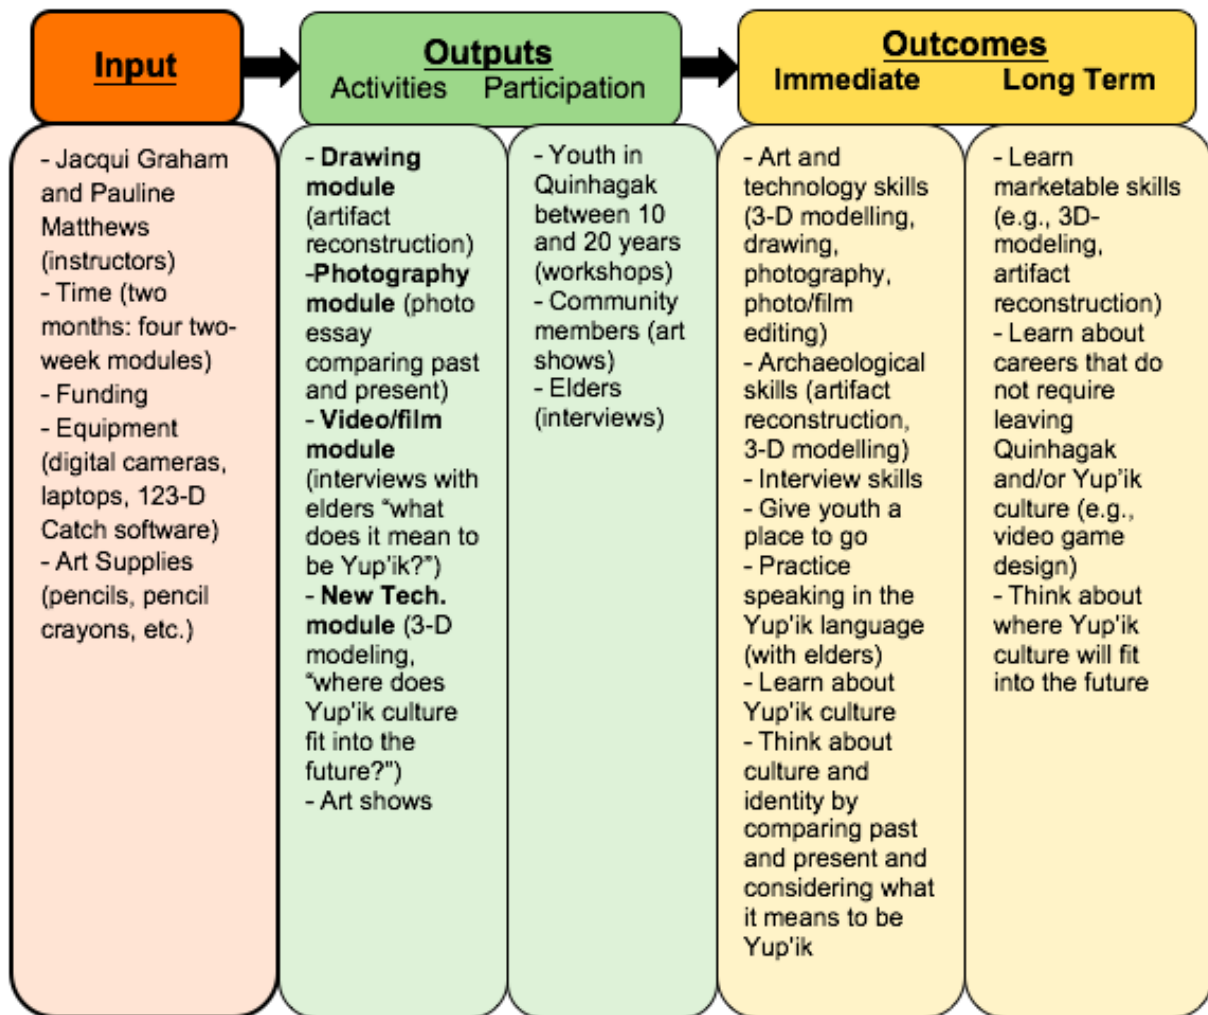 Input
Outputs
Activities Participation
Outcomes
Immediate Long Term
- Jacqui Graham
and Pauline
Matthews
(instructors)
- Time (two
months: four two-
week modules)
- Funding
- Equipment
(digital cameras,
laptops, 123-D
Catch software)
- Art Supplies
(pencils, pencil
crayons, etc.)
- Drawing
module
(artifact
reconstruction)
-Photography
module (photo
essay
comparing past
and present)
- Video/film
module
(interviews with
elders “what
does it mean to
be Yup’ik?”)
- New Tech.
module (3-D
modeling,
“where does
Yup’ik culture
fit into the
future?”)
- Art shows
- Youth in
Quinhagak
between 10
and 20 years
(workshops)
- Community
members (art
shows)
- Elders
(interviews)
- Art and
technology skills
(3-D modelling,
drawing,
photography,
photo/film
editing)
- Archaeological
skills (artifact
reconstruction,
3-D modelling)
- Interview skills
- Give youth a
place to go
- Practice
speaking in the
Yup’ik language
(with elders)
- Learn about
Yup’ik culture
- Think about
culture and
identity by
comparing past
and present and
considering what
it means to be
Yup’ik
- Learn
marketable skills
(e.g., 3D-
modeling,
artifact
reconstruction)
- Learn about
careers that do
not require
leaving
Quinhagak
and/or Yup’ik
culture (e.g.,
video game
design)
- Think about
where Yup’ik
culture will fit
into the future